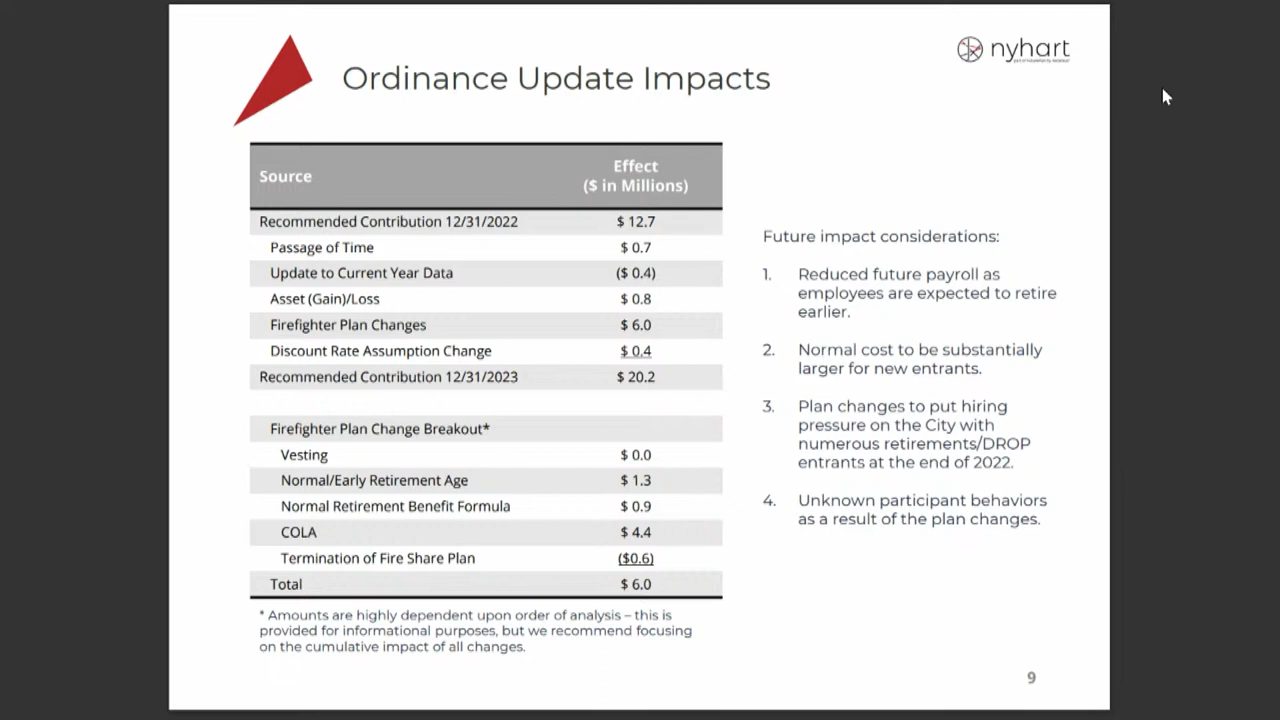 nyhart
Ordinance Update Impacts
Source
Effect
($ in Millions)
Recommended Contribution 12/31/2022 $ 12.7
Passage of Time $ 0.7
Update to Current Year Data ($ 0.4)
Asset (Gain)/Loss $ 0.8
Firefighter Plan Changes $ 6.0
Discount Rate Assumption Change $ 0.4
Recommended Contribution 12/31/2023 $ 20.2
Firefighter Plan Change Breakout*
Vesting $ 0.0
Normal/Early Retirement Age $ 1.3
Normal Retirement Benefit Formula $ 0.9
COLA $ 4.4
Termination of Fire Share Plan ($0.6)
Total $ 6.0
* Amounts are highly dependent upon order of analysis – this is
provided for informational purposes, but we recommend focusing
on the cumulative impact of all changes.
Future impact considerations:
1. Reduced future payroll as
employees are expected to retire
earlier.
2. Normal cost to be substantially
larger for new entrants.
3. Plan changes to put hiring
pressure on the City with
numerous retirements/DROP
entrants at the end of 2022.
4. Unknown participant behaviors
as a result of the plan changes.
9